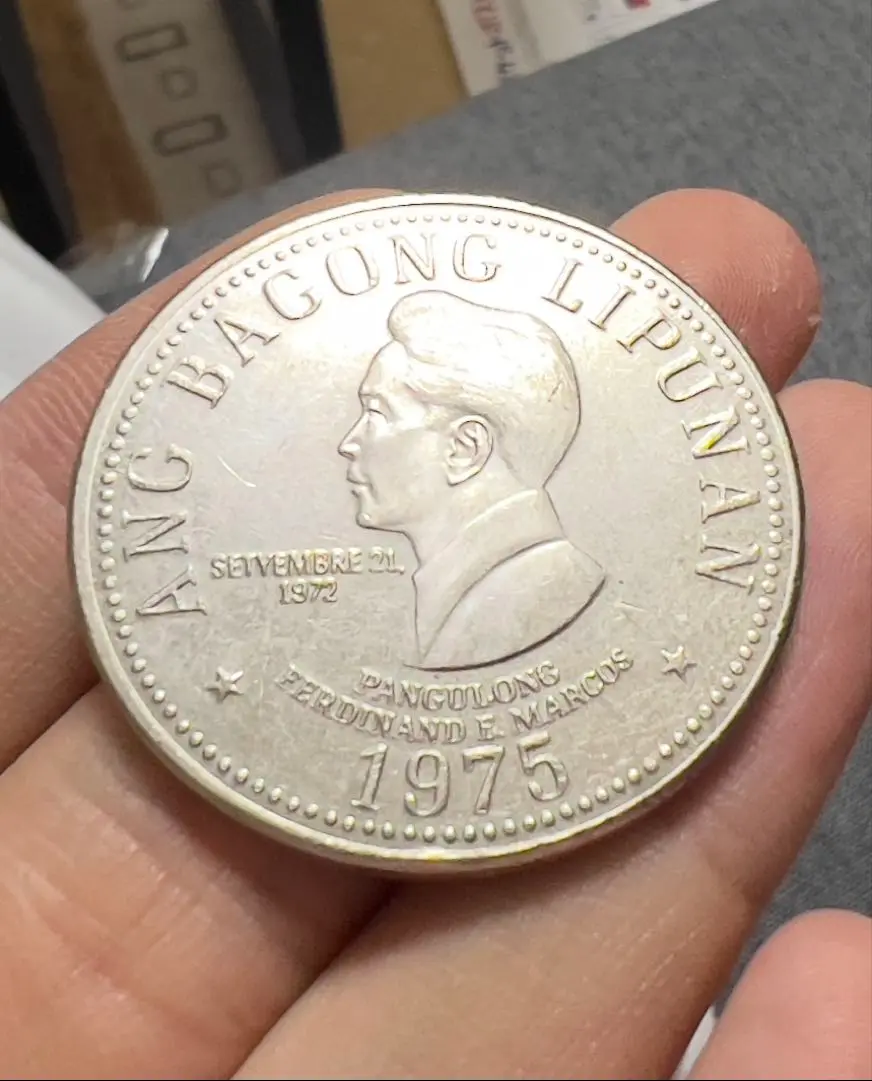 ANG BAGONG LIPUNAN
SETYEMBRE 21,
1972
PANGULONG
FERDINAND E. MARCOS
1975